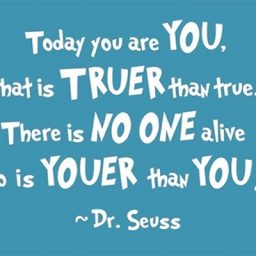 Today you are YOU,
hat is TRUER than true.
There is NO ONE alive
o is YOUER than YOU
~Dr. Seuss